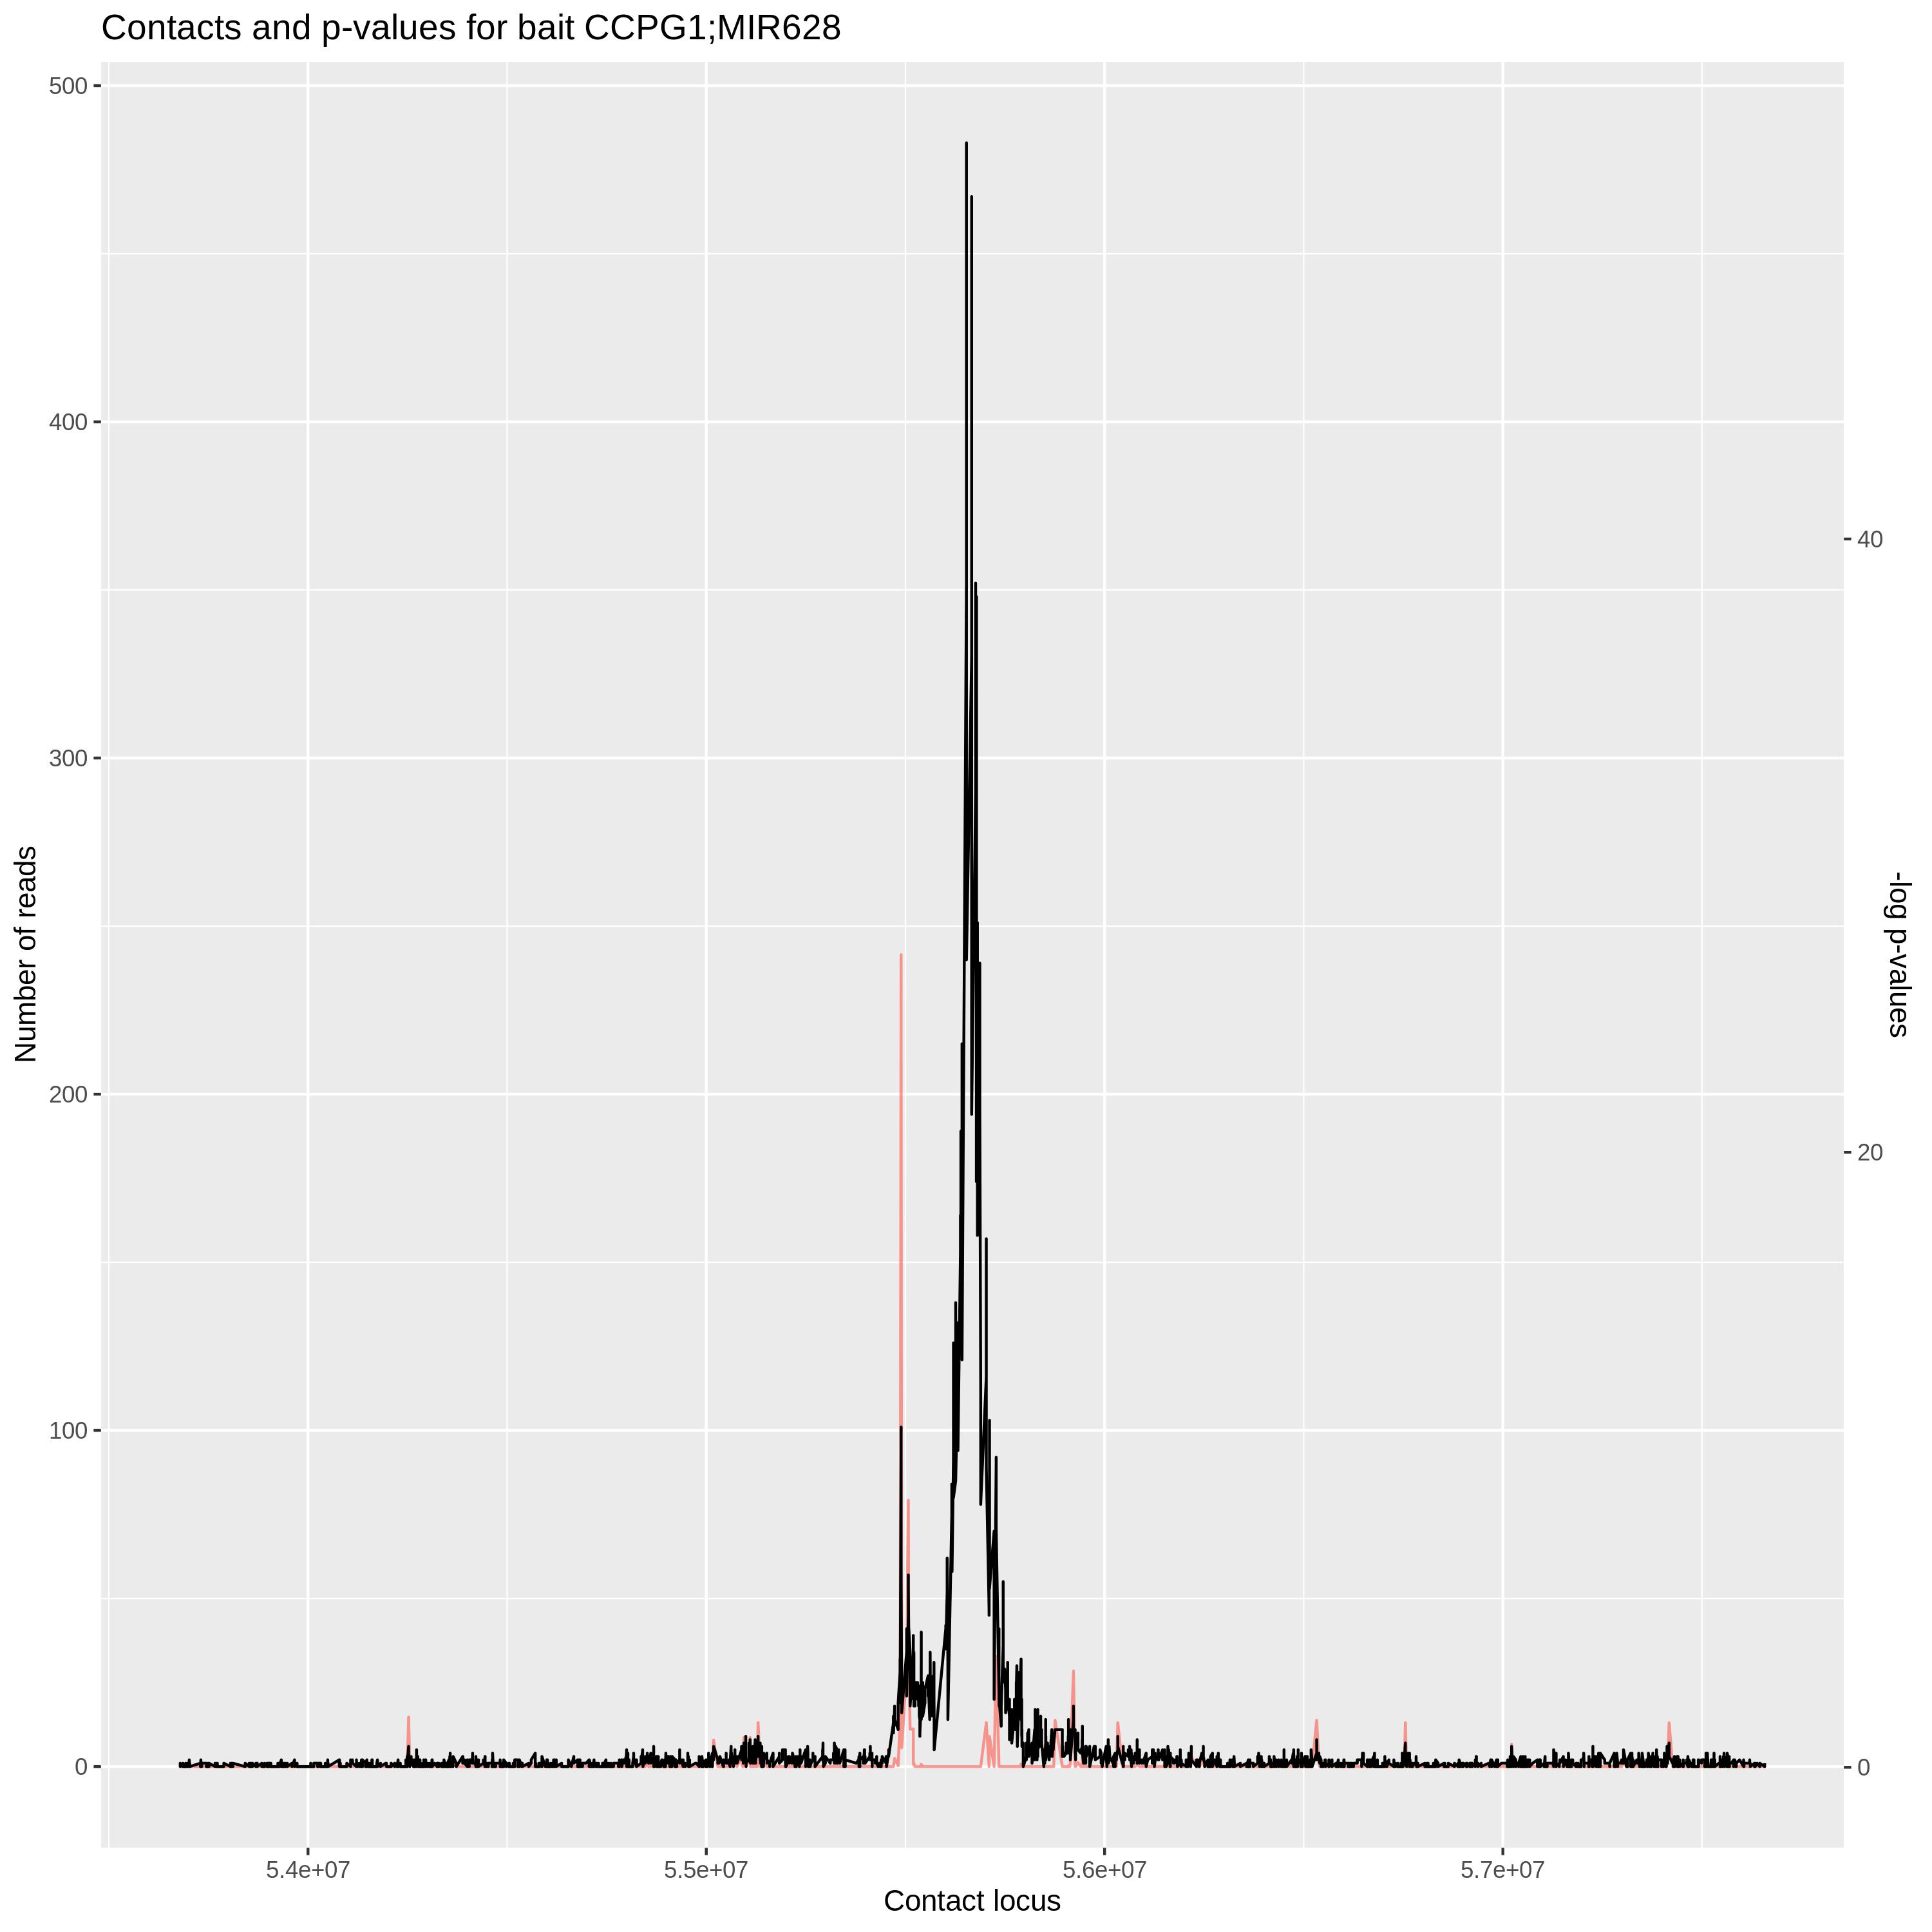 Contacts and p-values for bait CCPG1;MIR628
500
400
300
200
100
0
Number of reads
40
20
0
-log p-values
5.4e+07
5.5e+07
5.6e+07
5.7e+07
Contact locus